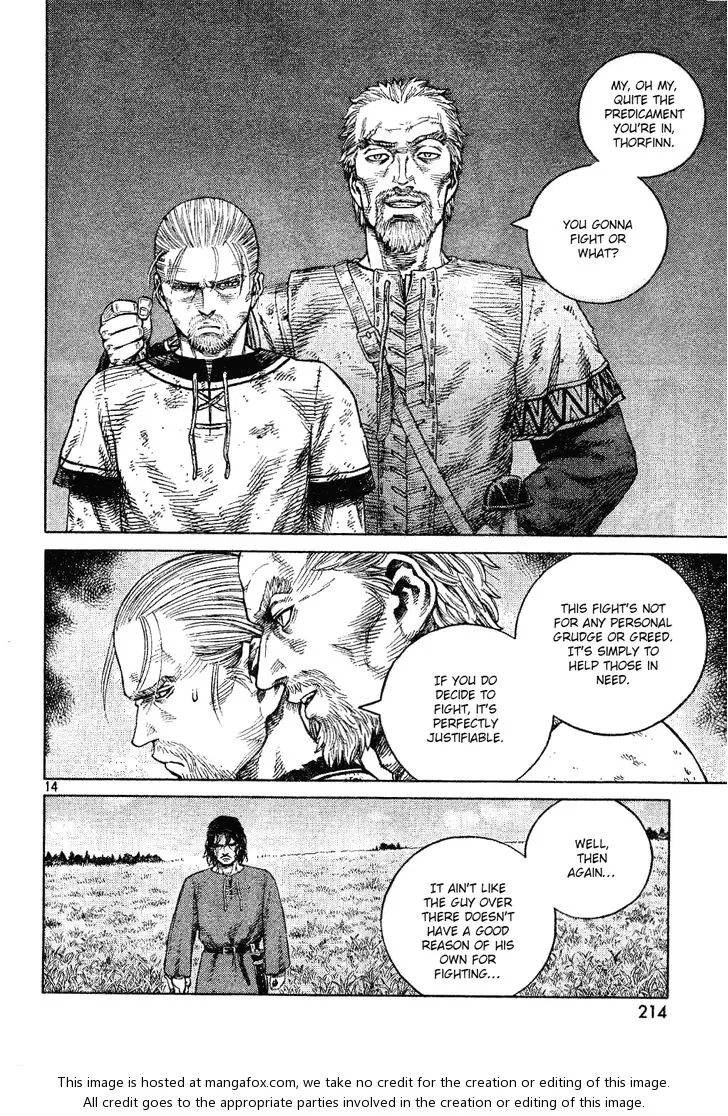 MY, OH MY,
QUITE THE
PREDICAMENT
YOU'RE IN,
THORFINN.
YOU GONNA
FIGHT OR
WHAT?
THIS FIGHT'S NOT
FOR ANY PERSONAL
GRUDGE OR GREED.
IT'S SIMPLY TO
HELP THOSE IN
NEED.
IF YOU DO
DECIDE TO
FIGHT, IT'S
PERFECTLY
JUSTIFIABLE.
14
WELL,
THEN
AGAIN...
IT AIN'T LIKE
THE GUY OVER
THERE DOESN'T
HAVE A GOOD
REASON OF HIS
OWN FOR
FIGHTING...
214
This image is hosted at mangafox.com, we take no credit for the creation or editing of this image.
All credit goes to the appropriate parties involved in the creation or editing of this image.